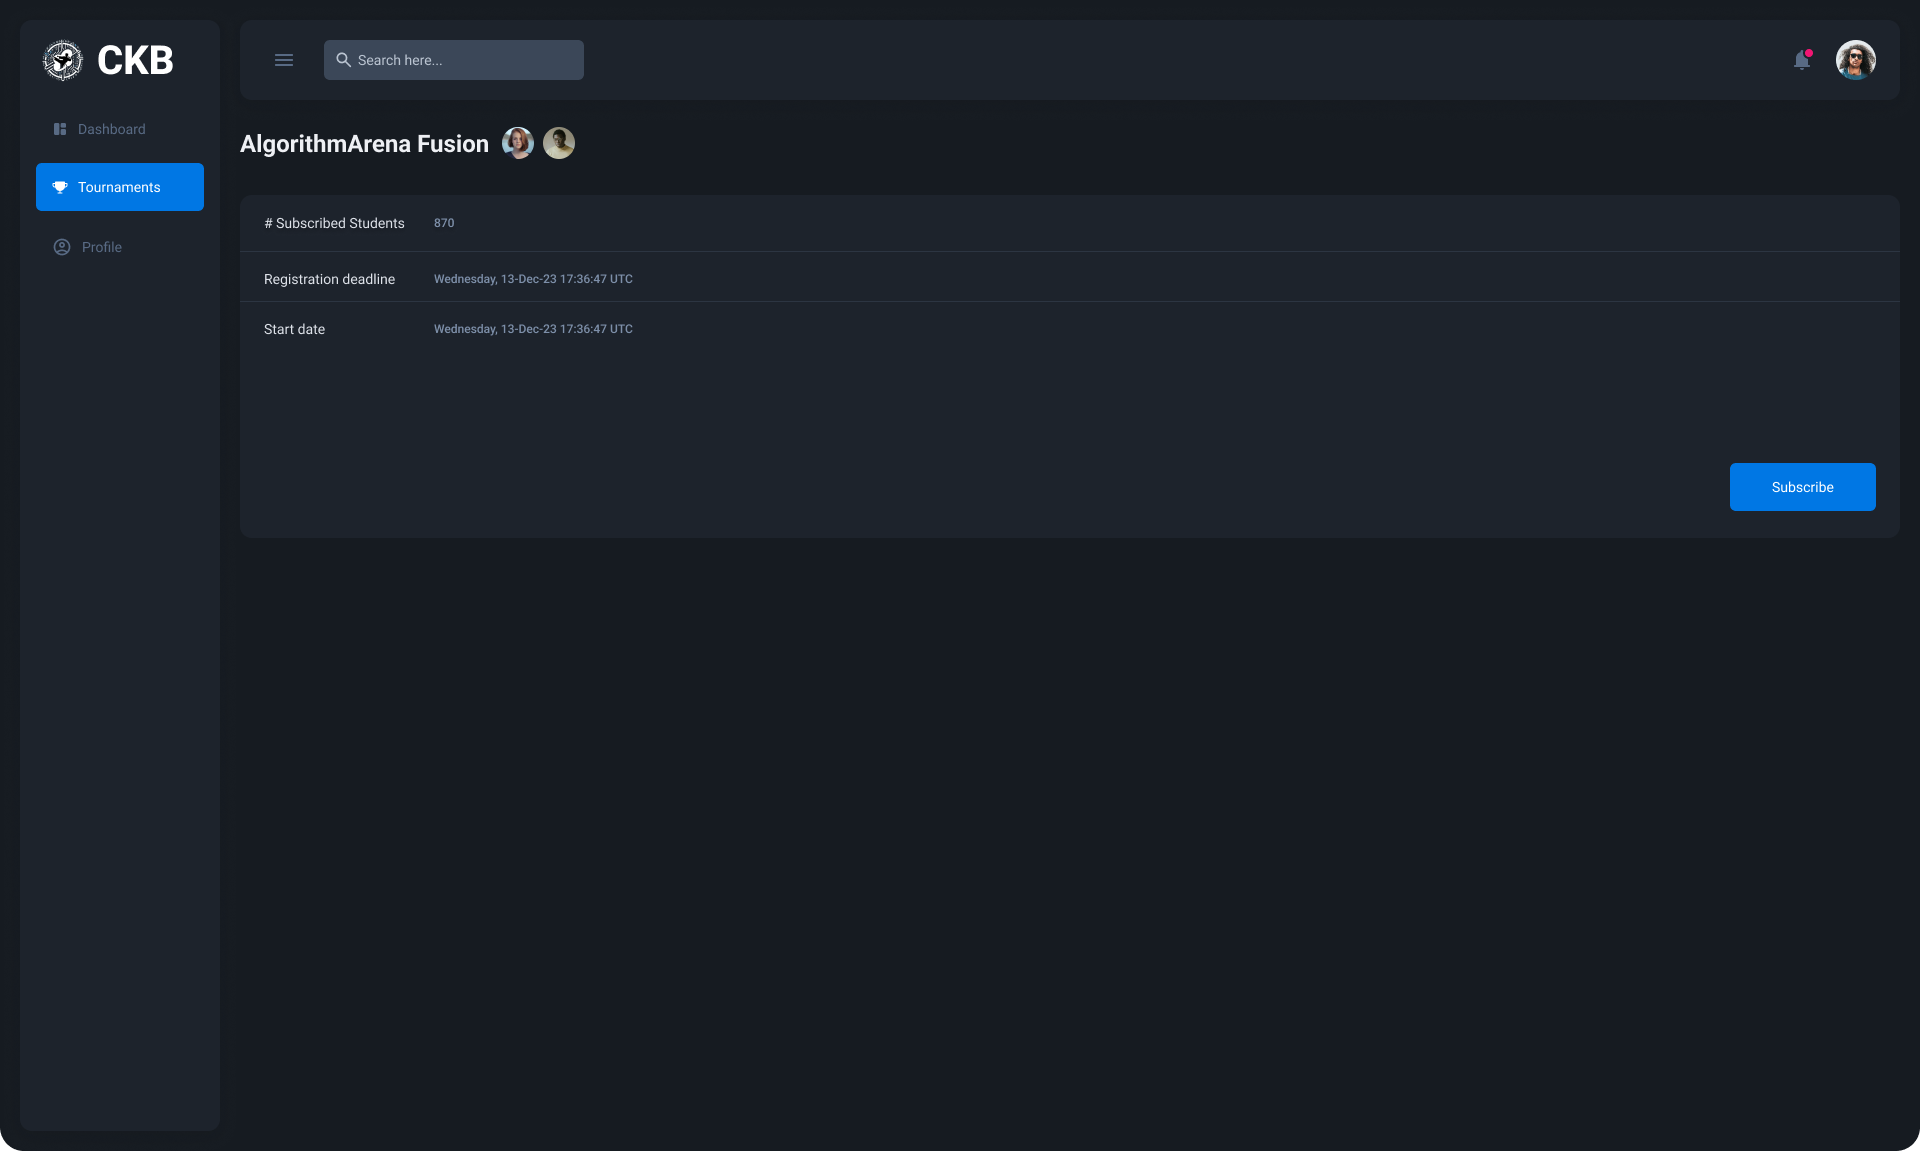 CKB
Dashboard
Tournaments
Profile
Search here...
AlgorithmArena Fusion
# Subscribed Students 870
Registration deadline Wednesday, 13-Dec-23 17:36:47 UTC
Start date Wednesday, 13-Dec-23 17:36:47 UTC
Subscribe